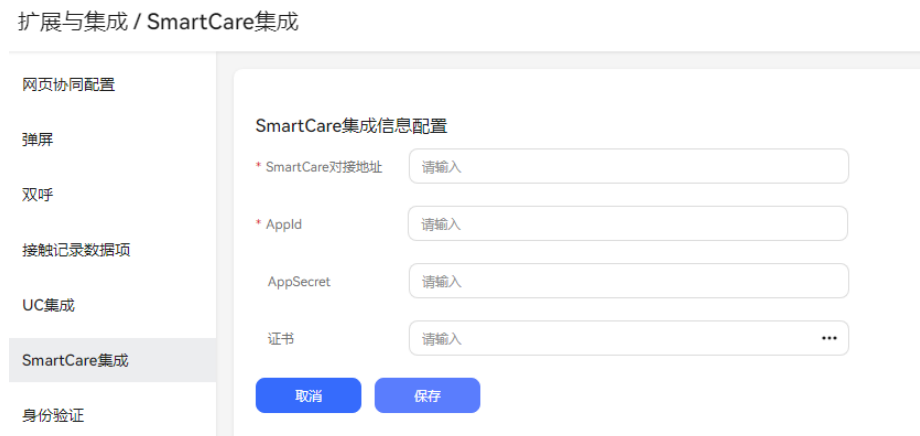 扩展与集成 / SmartCare集成
网页协同配置
弹屏
双呼
接触记录数据项
UC集成
SmartCare集成
身份验证
SmartCare集成信息配置
* SmartCare对接地址 请输入
* AppId 请输入
AppSecret 请输入
证书 请输入 •••
取消 保存